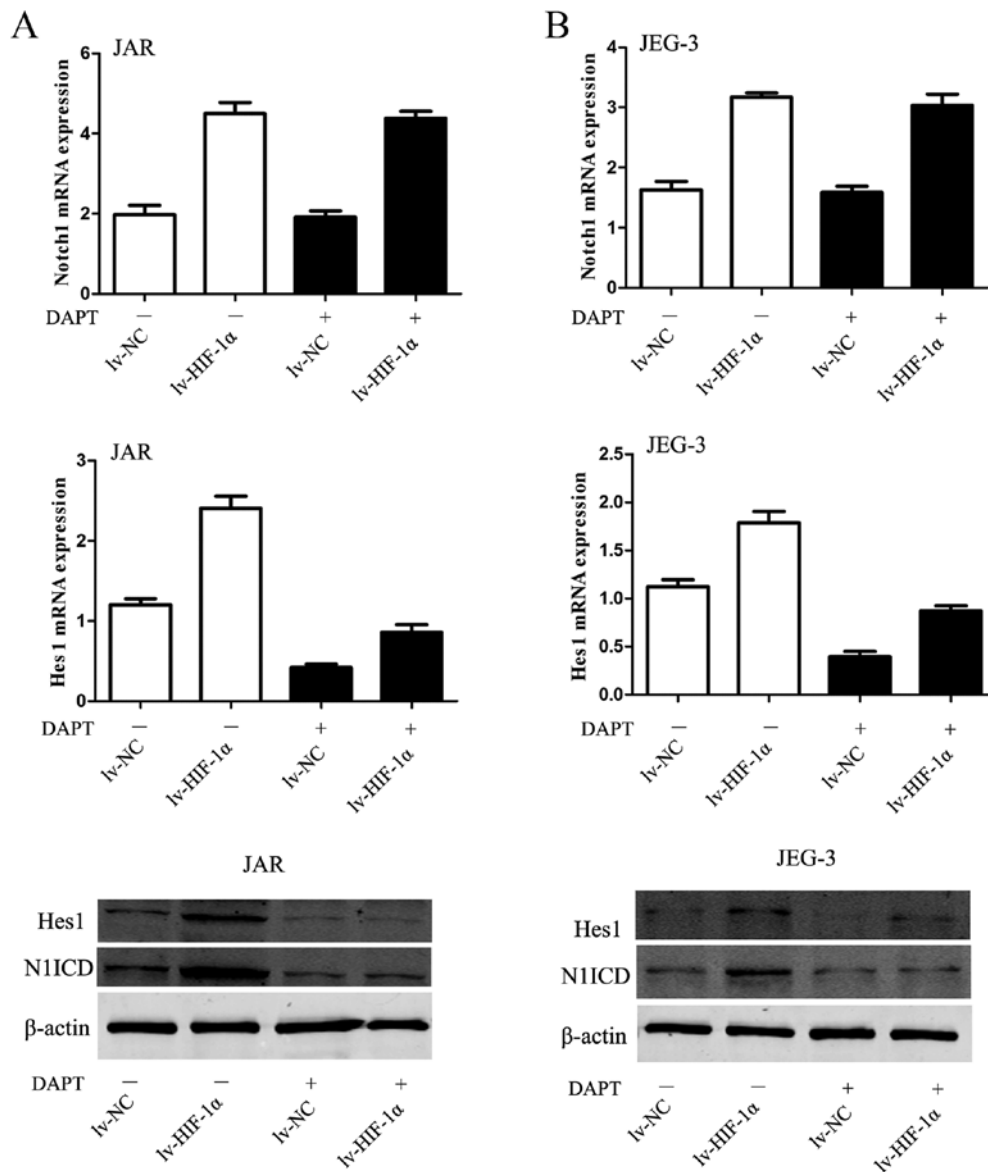 A
JAR
Notch1 mRNA expression
6
4
2
0
DAPT — — + +
lv-NC lv-HIF-1α lv-NC lv-HIF-1α
B
JEG-3
Notch1 mRNA expression
4
3
2
1
0
DAPT — — + +
lv-NC lv-HIF-1α lv-NC lv-HIF-1α
JAR
Hes1 mRNA expression
3
2
1
0
DAPT — — + +
lv-NC lv-HIF-1α lv-NC lv-HIF-1α
JEG-3
Hes1 mRNA expression
2.5
2.0
1.5
1.0
0.5
0.0
DAPT — — + +
lv-NC lv-HIF-1α lv-NC lv-HIF-1α
JAR
Hes1
N1ICD
β-actin
DAPT — — + +
lv-NC lv-HIF-1α lv-NC lv-HIF-1α
JEG-3
Hes1
N1ICD
β-actin
DAPT — — + +
lv-NC lv-HIF-1α lv-NC lv-HIF-1α